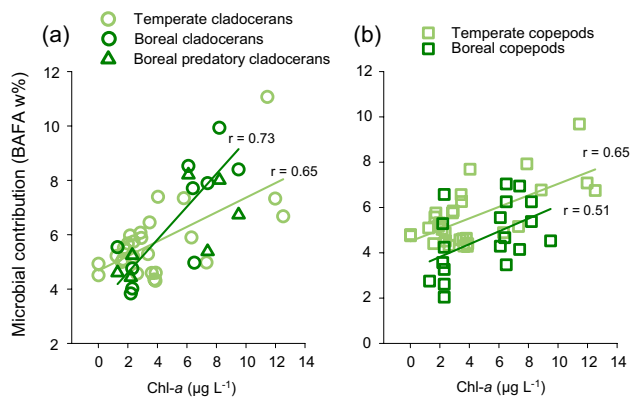 (a)
Temperate cladocerans
Boreal cladocerans
Boreal predatory cladocerans
(b)
Temperate copepods
Boreal copepods
Microbial contribution (BAFA w%)
12
10
8
6
4
2
r = 0.73
r = 0.65
0 2 4 6 8 10 12 14
Chl-a (µg L⁻¹)
12
10
8
6
4
2
0
r = 0.65
r = 0.51
0 2 4 6 8 10 12 14
Chl-a (µg L⁻¹)